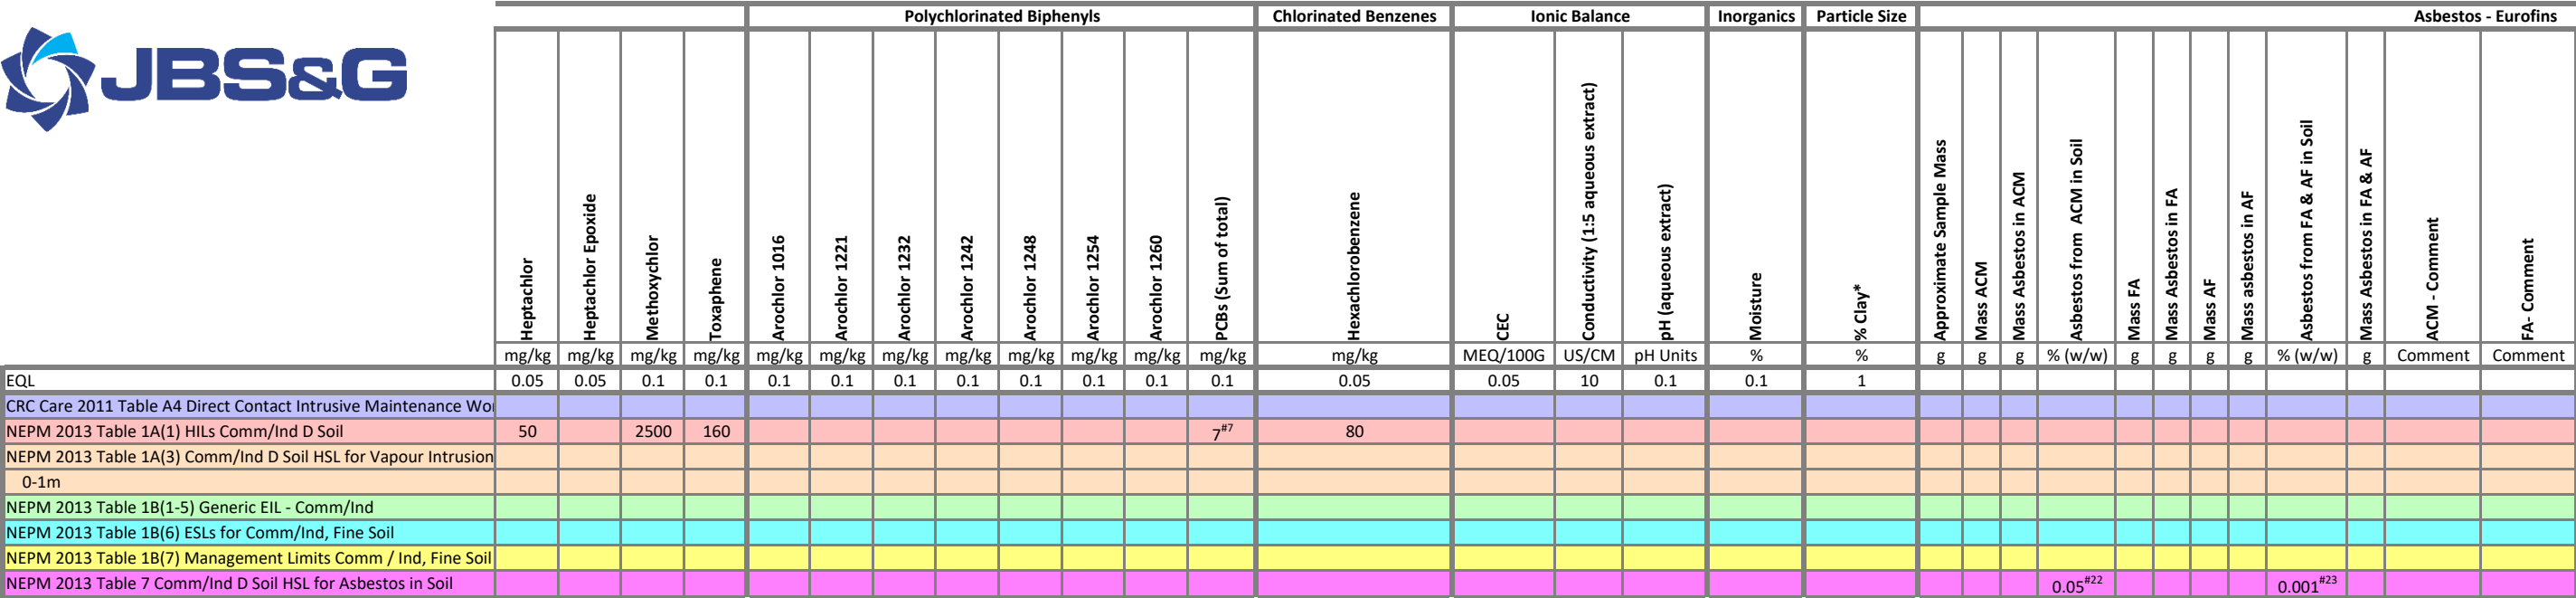 JBS&G
Polychlorinated Biphenyls Chlorinated Benzenes Ionic Balance Inorganics Particle Size Asbestos - Eurofins
Heptachlor
Heptachlor Epoxide
Methoxychlor
Toxaphene
Arochlor 1016
Arochlor 1221
Arochlor 1232
Arochlor 1242
Arochlor 1248
Arochlor 1254
Arochlor 1260
PCBs (Sum of total)
Hexachlorobenzene
CEC
Conductivity (1:5 aqueous extract)
pH (aqueous extract)
Moisture
% Clay*
Approximate Sample Mass
Mass ACM
Mass Asbestos in ACM
Asbestos from ACM in Soil
Mass FA
Mass Asbestos in FA
Mass AF
Mass asbestos in AF
Asbestos from FA & AF in Soil
Mass Asbestos in FA & AF
ACM - Comment
FA- Comment
mg/kg mg/kg mg/kg mg/kg mg/kg mg/kg mg/kg mg/kg mg/kg mg/kg mg/kg mg/kg mg/kg MEQ/100G US/CM pH Units % % g g g % (w/w) g g g g % (w/w) g Comment Comment
EQL 0.05 0.05 0.1 0.1 0.1 0.1 0.1 0.1 0.1 0.1 0.1 0.1 0.05 0.05 10 0.1 0.1 1
CRC Care 2011 Table A4 Direct Contact Intrusive Maintenance Wor
NEPM 2013 Table 1A(1) HILs Comm/Ind D Soil 50 2500 160 7#7 80
NEPM 2013 Table 1A(3) Comm/Ind D Soil HSL for Vapour Intrusion
0-1m
NEPM 2013 Table 1B(1-5) Generic EIL - Comm/Ind
NEPM 2013 Table 1B(6) ESLs for Comm/Ind, Fine Soil
NEPM 2013 Table 1B(7) Management Limits Comm / Ind, Fine Soil
NEPM 2013 Table 7 Comm/Ind D Soil HSL for Asbestos in Soil 0.05#22 0.001#23